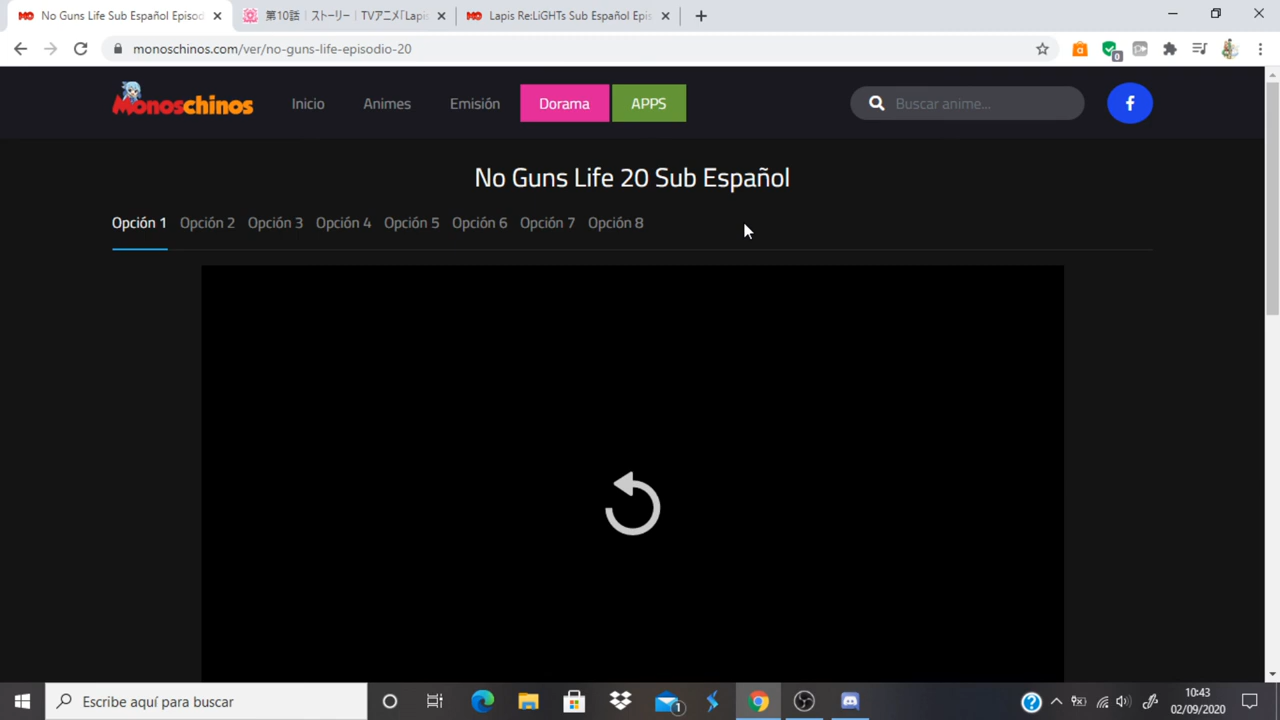 No Guns Life Sub Español Episod
第10話｜ストーリー｜TVアニメ「Lapis
Lapis Re:LiGHTs Sub Español Epis
monoschinos.com/ver/no-guns-life-episodio-20
0
Monoschinos
Inicio
Animes
Emisión
Dorama
APPS
Buscar anime...
No Guns Life 20 Sub Español
Opción 1
Opción 2
Opción 3
Opción 4
Opción 5
Opción 6
Opción 7
Opción 8
Escribe aquí para buscar
1
10:43
02/09/2020